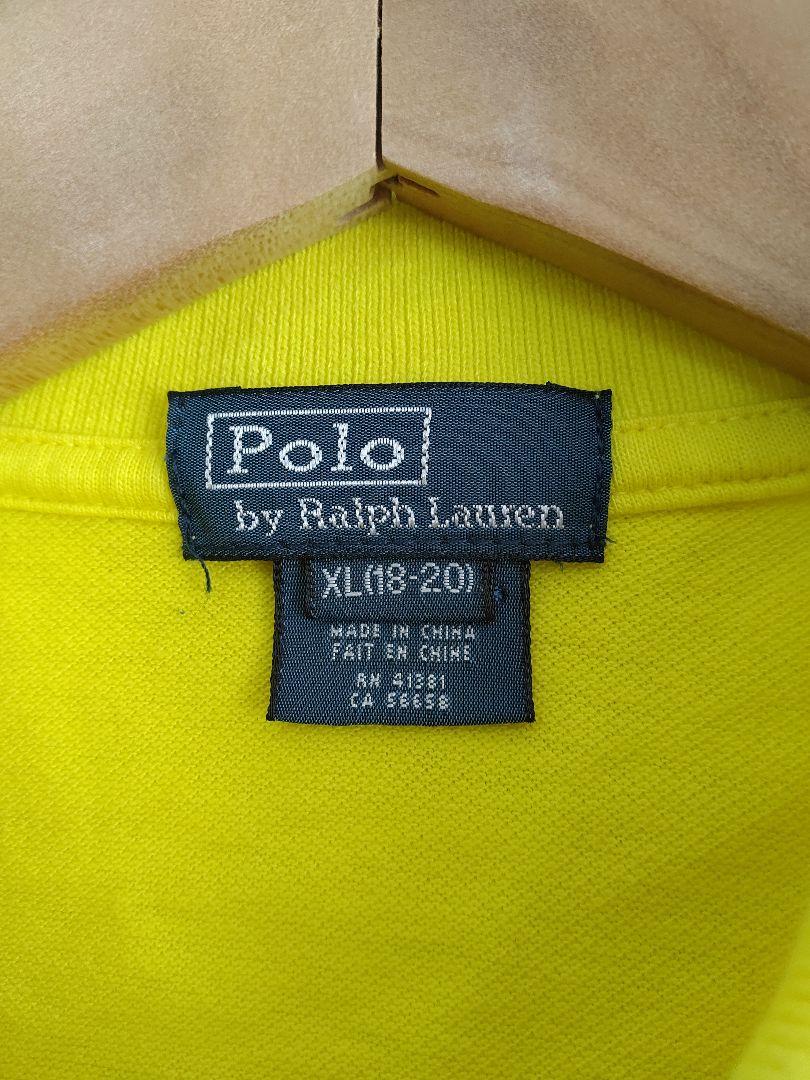 Polo
by Ralph Lauren
XL(18-20)
MADE IN CHINA
FAIT EN CHINE
RN 41381
CA 56658